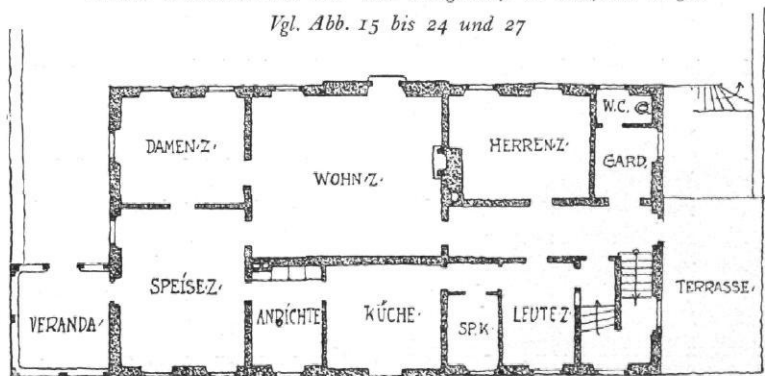 Vgl. Abb. 15 bis 24 und 27
W.C.
DAMEN-Z.
HERREN-Z.
GARD.
WOHN-Z.
SPEISE-Z.
TERRASSE.
VERANDA.
ANRICHTE
KÜCHE.
SP.K.
LEUTE Z.